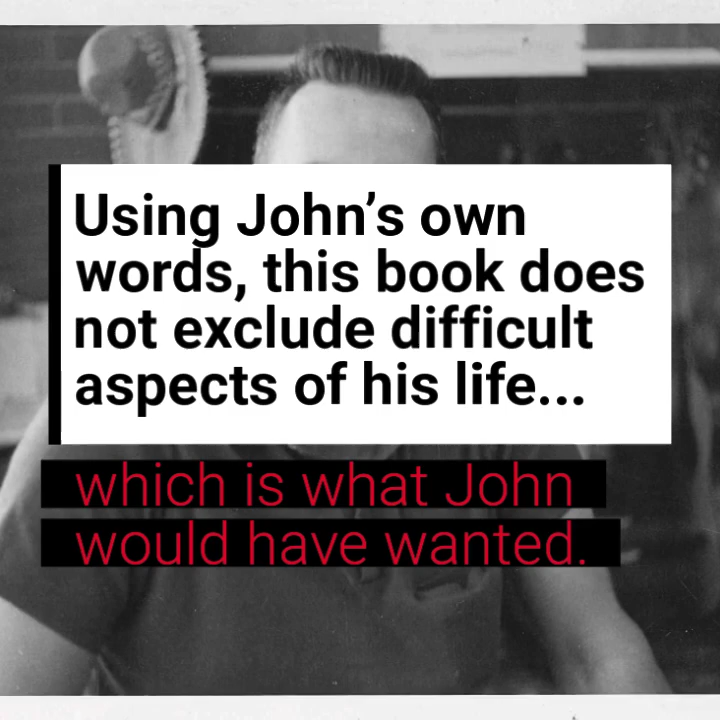 Using John’s own
words, this book does
not exclude difficult
aspects of his life...
which is what John
would have wanted.